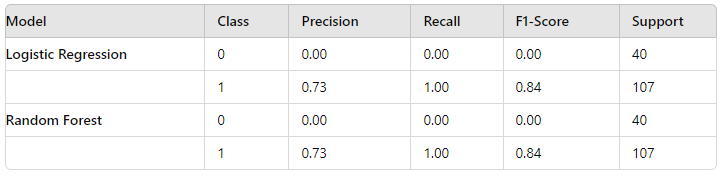 Model Class Precision Recall F1-Score Support
Logistic Regression 0 0.00 0.00 0.00 40
1 0.73 1.00 0.84 107
Random Forest 0 0.00 0.00 0.00 40
1 0.73 1.00 0.84 107